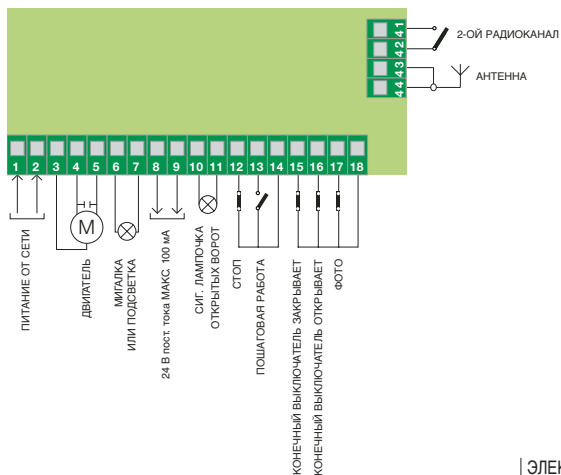 41
42
2-ОЙ РАДИОКАНАЛ
43
44
АНТЕННА
1 2 3 4 5 6 7 8 9 10 11 12 13 14 15 16 17 18
M
ПИТАНИЕ ОТ СЕТИ
ДВИГАТЕЛЬ
МИГАЛКА
ИЛИ ПОДСВЕТКА
24 В пост. тока МАКС. 100 мА
СИГ. ЛАМПОЧКА
ОТКРЫТЫХ ВОРОТ
СТОП
ПОШАГОВАЯ РАБОТА
КОНЕЧНЫЙ ВЫКЛЮЧАТЕЛЬ ЗАКРЫВАЕТ
КОНЕЧНЫЙ ВЫКЛЮЧАТЕЛЬ ОТКРЫВАЕТ
ФОТО
ЭЛЕК